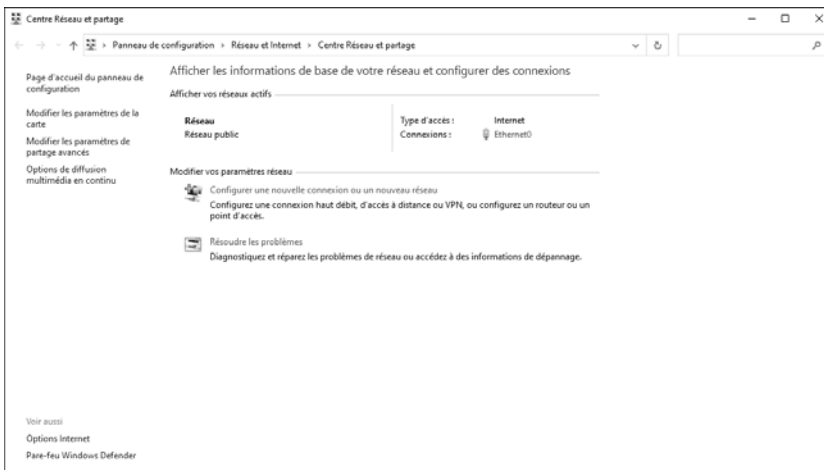 Centre Réseau et partage
Panneau de configuration > Réseau et Internet > Centre Réseau et partage
Page d'accueil du panneau de
configuration
Modifier les paramètres de la
carte
Modifier les paramètres de
partage avancés
Options de diffusion
multimédia en continu
Afficher les informations de base de votre réseau et configurer des connexions
Afficher vos réseaux actifs
Réseau
Réseau public
Type d'accès :
Internet
Connexions :
Ethernet0
Modifier vos paramètres réseau
Configurer une nouvelle connexion ou un nouveau réseau
Configurez une connexion haut débit, d'accès à distance ou VPN, ou configurez un routeur ou un
point d'accès.
Résoudre les problèmes
Diagnostiquez et réparez les problèmes de réseau ou accédez à des informations de dépannage.
Voir aussi
Options Internet
Pare-feu Windows Defender